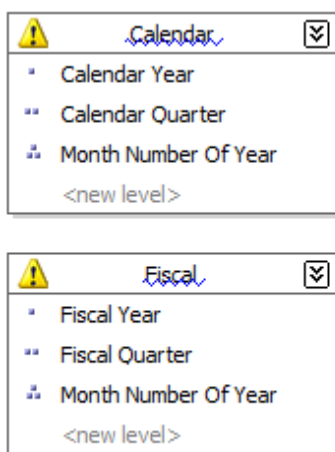 Calendar
Calendar Year
Calendar Quarter
Month Number Of Year
<new level>
Fiscal
Fiscal Year
Fiscal Quarter
Month Number Of Year
<new level>